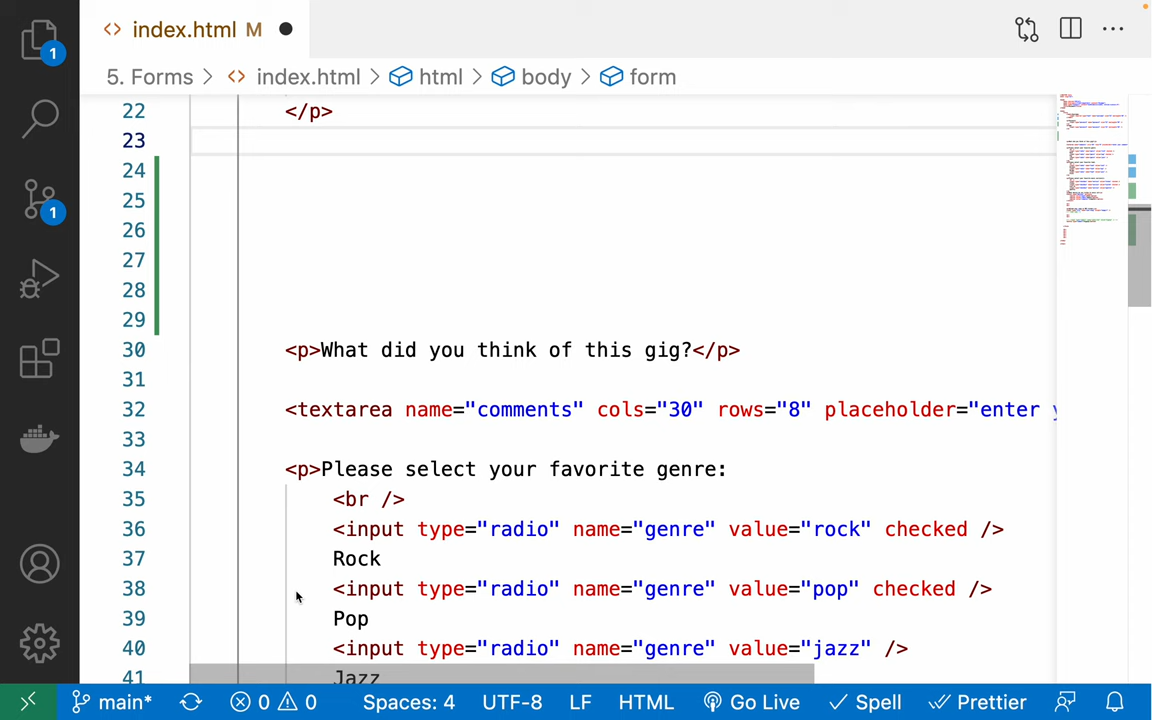 index.html M
5. Forms > index.html > html > body > form
1
1
22 </p>
23
24
25
26
27
28
29
30 <p>What did you think of this gig?</p>
31
32 <textarea name="comments" cols="30" rows="8" placeholder="enter
33
34 <p>Please select your favorite genre:
35 <br />
36 <input type="radio" name="genre" value="rock" checked />
37 Rock
38 <input type="radio" name="genre" value="pop" checked />
39 Pop
40 <input type="radio" name="genre" value="jazz" />
41 Jazz
main* 0 0 Spaces: 4 UTF-8 LF HTML Go Live Spell Prettier